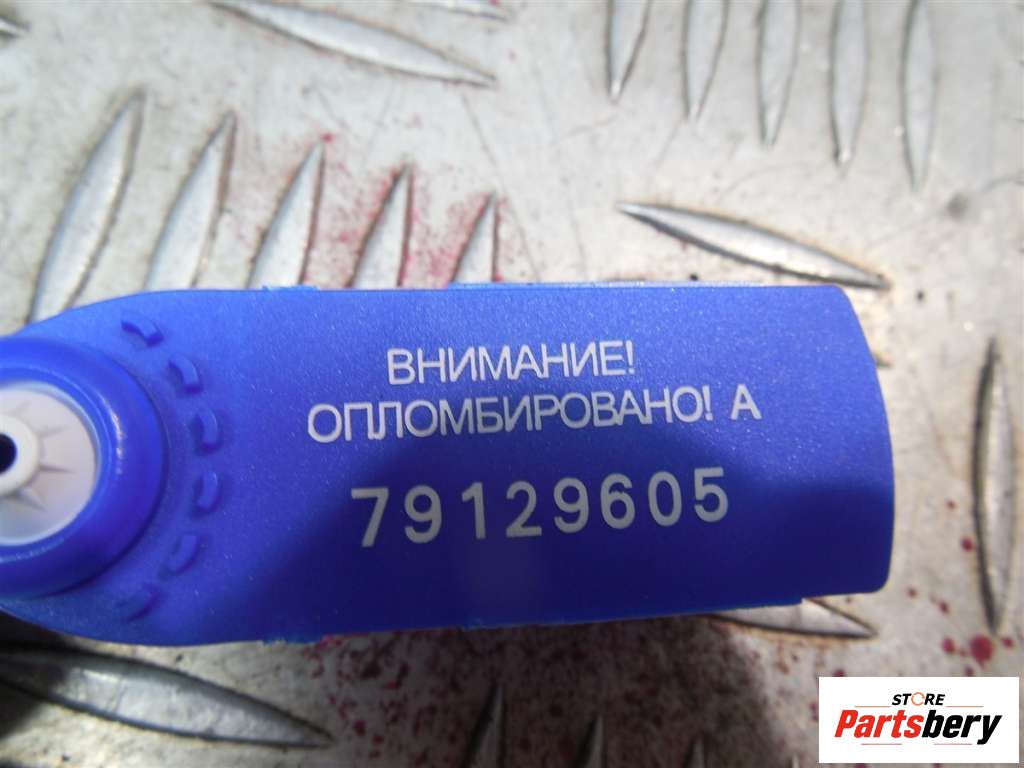 ВНИМАНИЕ!
ОПЛОМБИРОВАНО! А
79129605
STORE
Partsbery